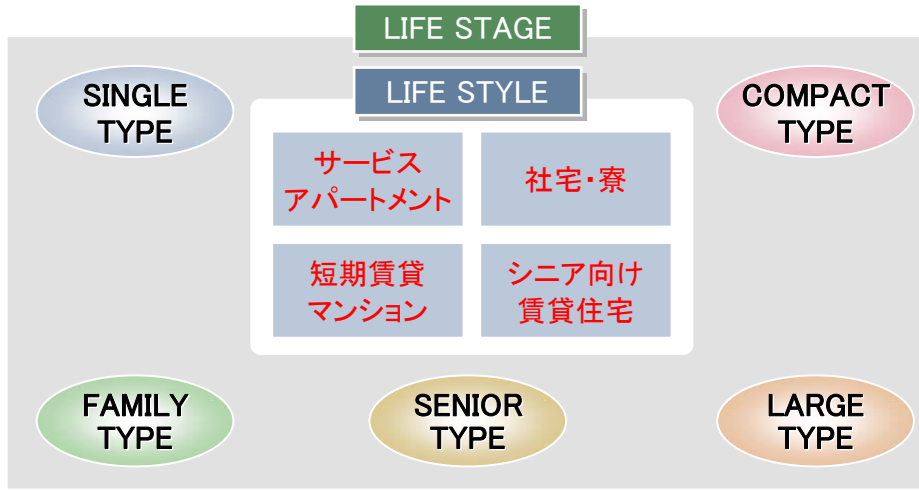 LIFE STAGE
LIFE STYLE
SINGLE
TYPE
COMPACT
TYPE
サービス
アパートメント
社宅・寮
短期賃貸
マンション
シニア向け
賃貸住宅
FAMILY
TYPE
SENIOR
TYPE
LARGE
TYPE